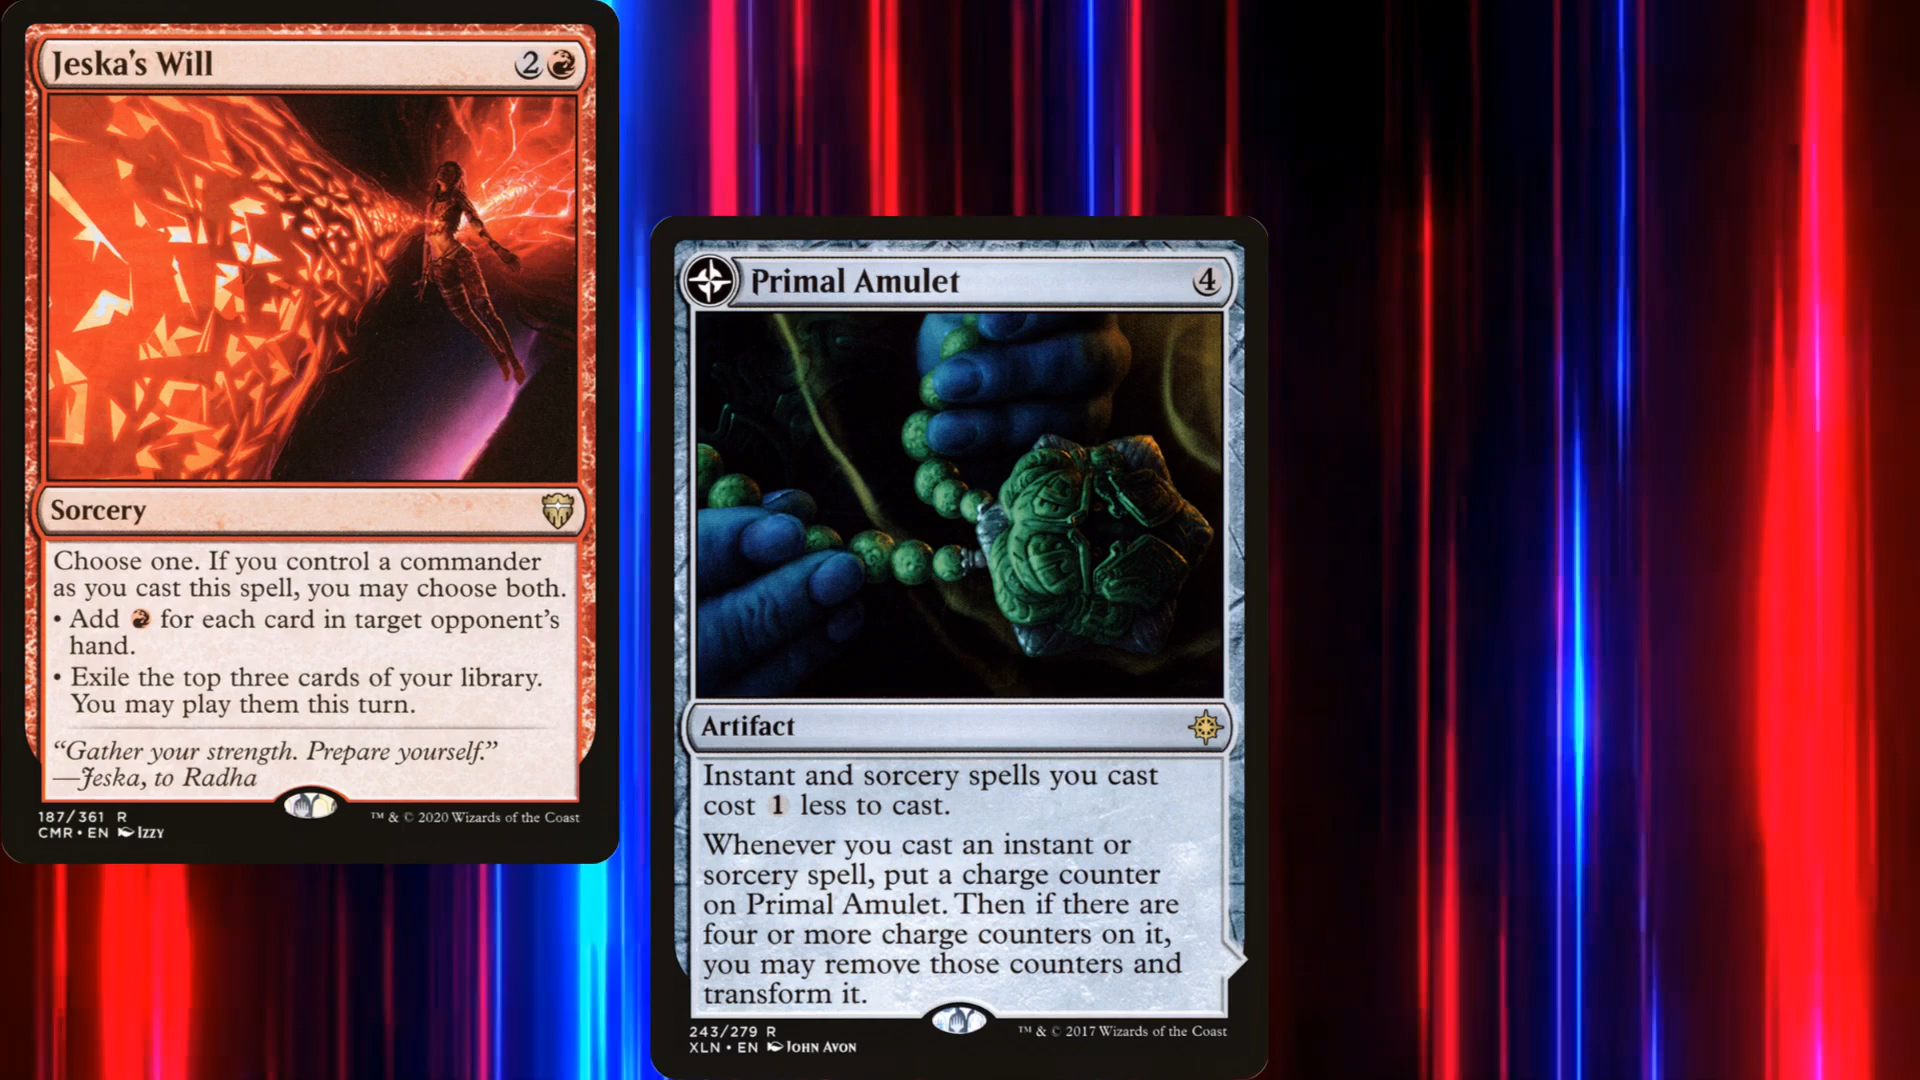 Jeska's Will 2
Sorcery
Choose one. If you control a commander
as you cast this spell, you may choose both.
• Add for each card in target opponent's
hand.
• Exile the top three cards of your library.
You may play them this turn.
“Gather your strength. Prepare yourself.”
—Jeska, to Radha
187/361 R
CMR • EN Izzy
™ & © 2020 Wizards of the Coast
Primal Amulet 4
Artifact
Instant and sorcery spells you cast
cost 1 less to cast.
Whenever you cast an instant or
sorcery spell, put a charge counter
on Primal Amulet. Then if there are
four or more charge counters on it,
you may remove those counters and
transform it.
243/279 R
XLN • EN John Avon
™ & © 2017 Wizards of the Coast